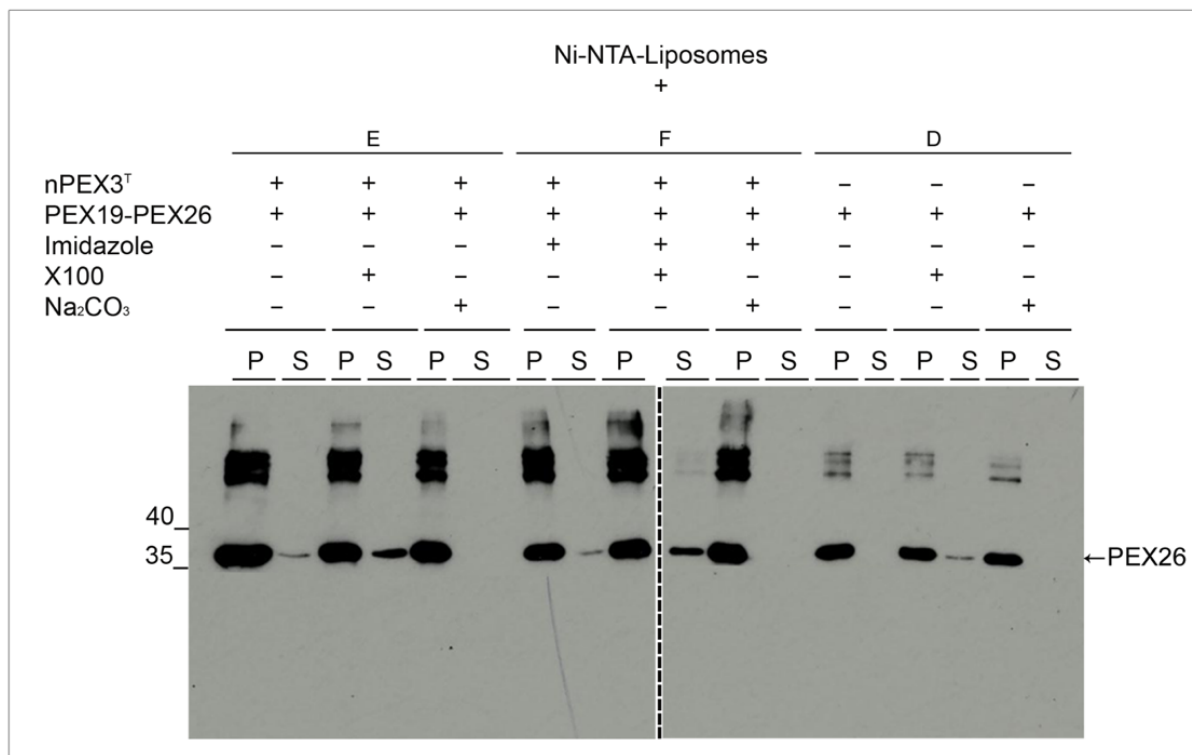 Ni-NTA-Liposomes
+
E F D
nPEX3ᵀ + + + + + + – – –
PEX19-PEX26 + + + + + + + + +
Imidazole – – – + + + – – –
X100 – + – – + – – + –
Na₂CO₃ – – + – – + – – +
P S P S P S P S P S P S P S P S P S
40
35 ←PEX26